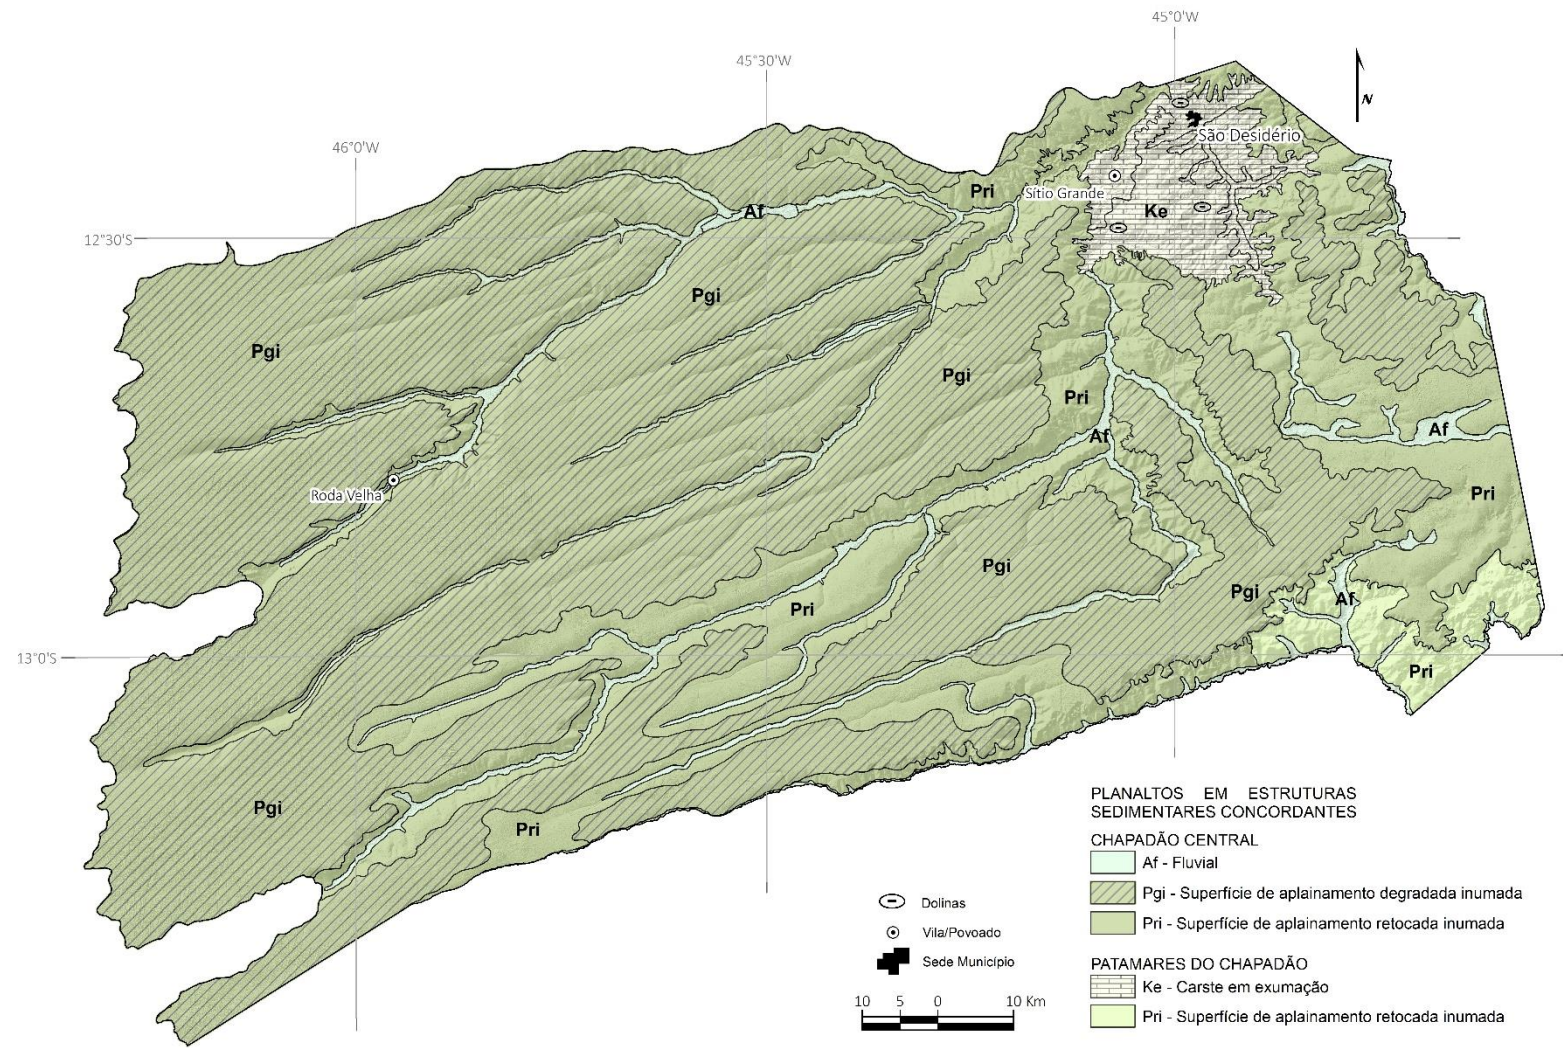 45°0'W
45°30'W
N
São Desidério
46°0'W
Pri
Sítio Grande
Af
Ke
12°30'S
Pgi
Pgi
Pgi
Pri
Af
Af
Roda Velha
Pri
Pgi
Pgi
Af
Pri
13°0'S
Pri
Pgi
Pri
PLANALTOS EM ESTRUTURAS
SEDIMENTARES CONCORDANTES
CHAPADÃO CENTRAL
Af - Fluvial
Pgi - Superfície de aplainamento degradada inumada
Pri - Superfície de aplainamento retocada inumada
PATAMARES DO CHAPADÃO
Ke - Carste em exumação
Pri - Superfície de aplainamento retocada inumada
Dolinas
Vila/Povoado
Sede Município
10 5 0 10 Km